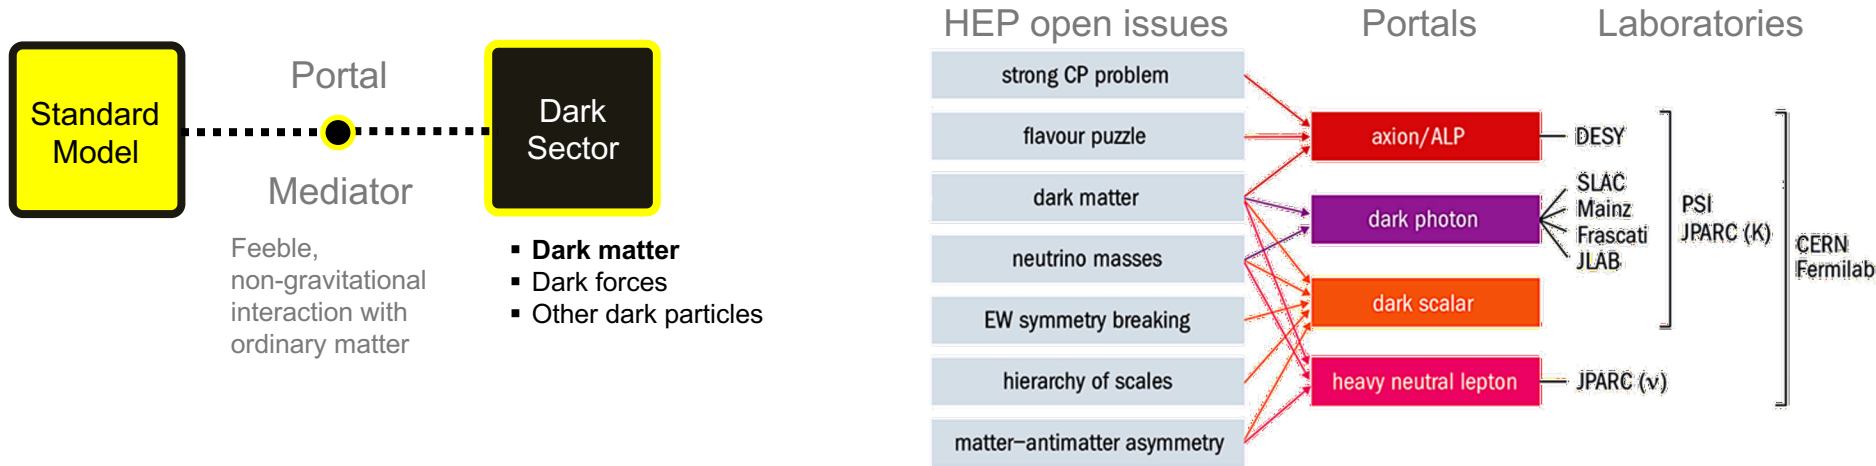 Standard
Model
Portal
Mediator
Feeble,
non-gravitational
interaction with
ordinary matter
Dark
Sector
▪ Dark matter
▪ Dark forces
▪ Other dark particles
HEP open issues
strong CP problem
flavour puzzle
dark matter
neutrino masses
EW symmetry breaking
hierarchy of scales
matter–antimatter asymmetry
Portals
axion/ALP
dark photon
dark scalar
heavy neutral lepton
Laboratories
DESY
SLAC
Mainz
Frascati
JLAB
JPARC (ν)
PSI
JPARC (K)
CERN
Fermilab